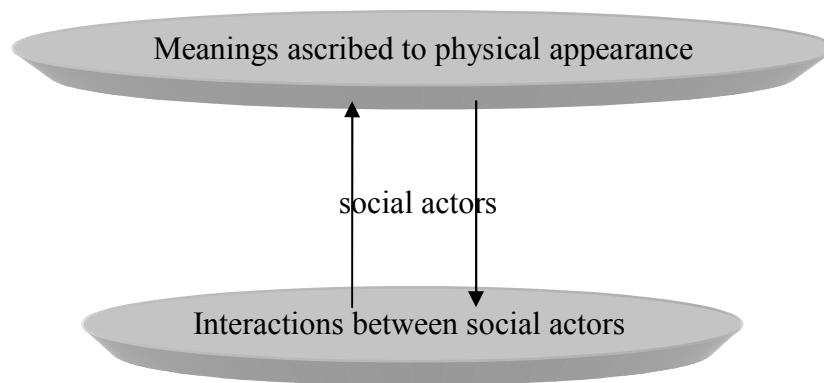 Meanings ascribed to physical appearance
social actors
Interactions between social actors